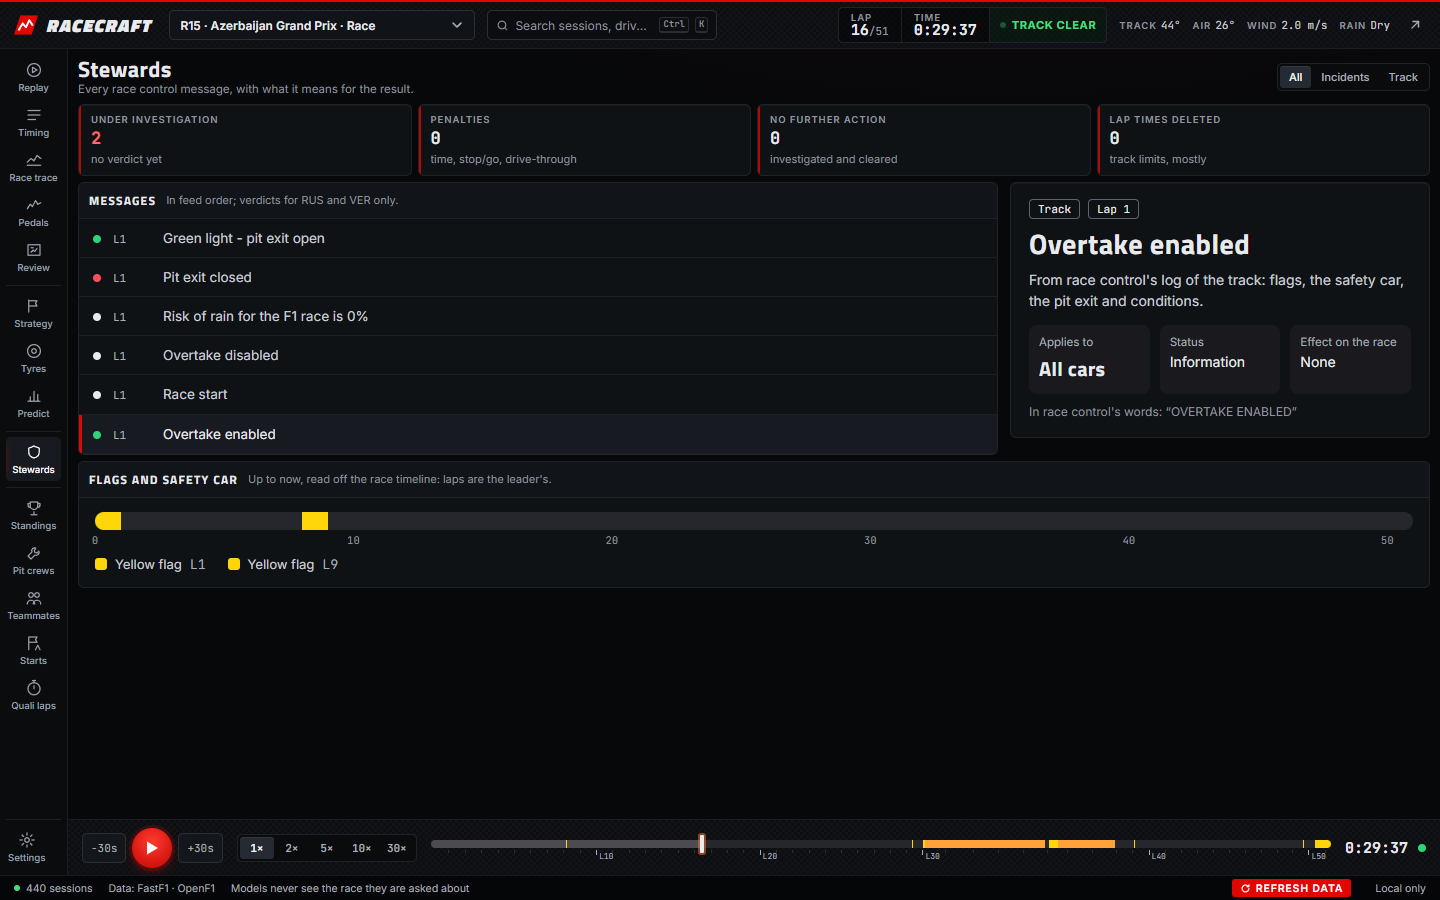 RACECRAFT
R15 · Azerbaijan Grand Prix · Race
Search sessions, driv... Ctrl K
LAP 16/51
TIME 0:29:37
TRACK CLEAR
TRACK 44° AIR 26° WIND 2.0 m/s RAIN Dry
Replay
Timing
Race trace
Pedals
Review
Strategy
Tyres
Predict
Stewards
Standings
Pit crews
Teammates
Starts
Quali laps
Settings
Stewards
Every race control message, with what it means for the result.
All Incidents Track
UNDER INVESTIGATION
2
no verdict yet
PENALTIES
0
time, stop/go, drive-through
NO FURTHER ACTION
0
investigated and cleared
LAP TIMES DELETED
0
track limits, mostly
MESSAGES In feed order; verdicts for RUS and VER only.
L1 Green light - pit exit open
L1 Pit exit closed
L1 Risk of rain for the F1 race is 0%
L1 Overtake disabled
L1 Race start
L1 Overtake enabled
Track Lap 1
Overtake enabled
From race control's log of the track: flags, the safety car,
the pit exit and conditions.
Applies to
All cars
Status
Information
Effect on the race
None
In race control's words: “OVERTAKE ENABLED”
FLAGS AND SAFETY CAR Up to now, read off the race timeline: laps are the leader's.
0 10 20 30 40 50
Yellow flag L1 Yellow flag L9
-30s +30s 1× 2× 5× 10× 30×
L10 L20 L30 L40 L50
0:29:37
440 sessions Data: FastF1 · OpenF1 Models never see the race they are asked about
REFRESH DATA Local only